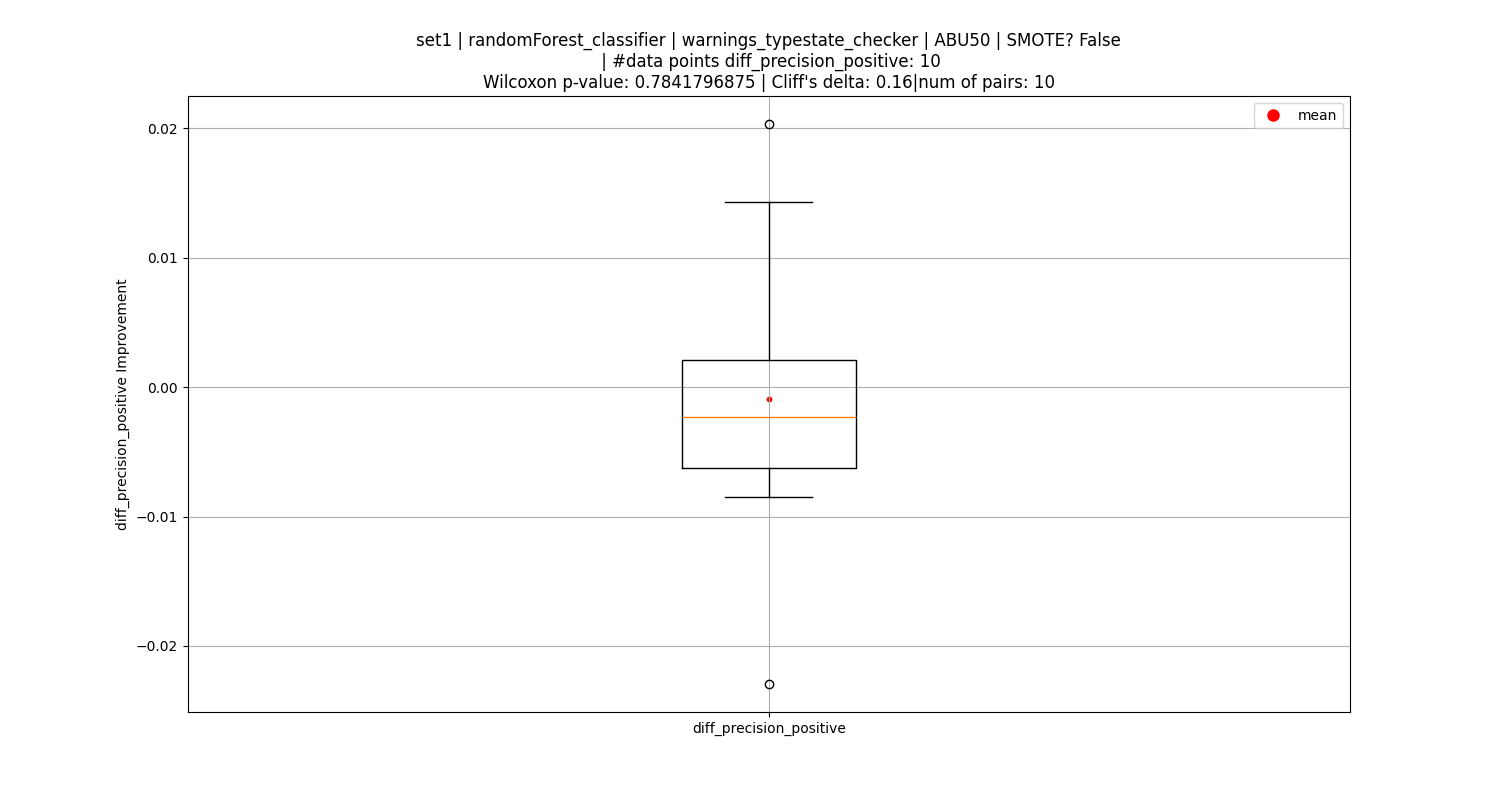 set1 | randomForest_classifier | warnings_typestate_checker | ABU50 | SMOTE? False
| #data points diff_precision_positive: 10
Wilcoxon p-value: 0.7841796875 | Cliff's delta: 0.16|num of pairs: 10
mean
0.02
0.01
0.00
−0.01
−0.02
diff_precision_positive Improvement
diff_precision_positive